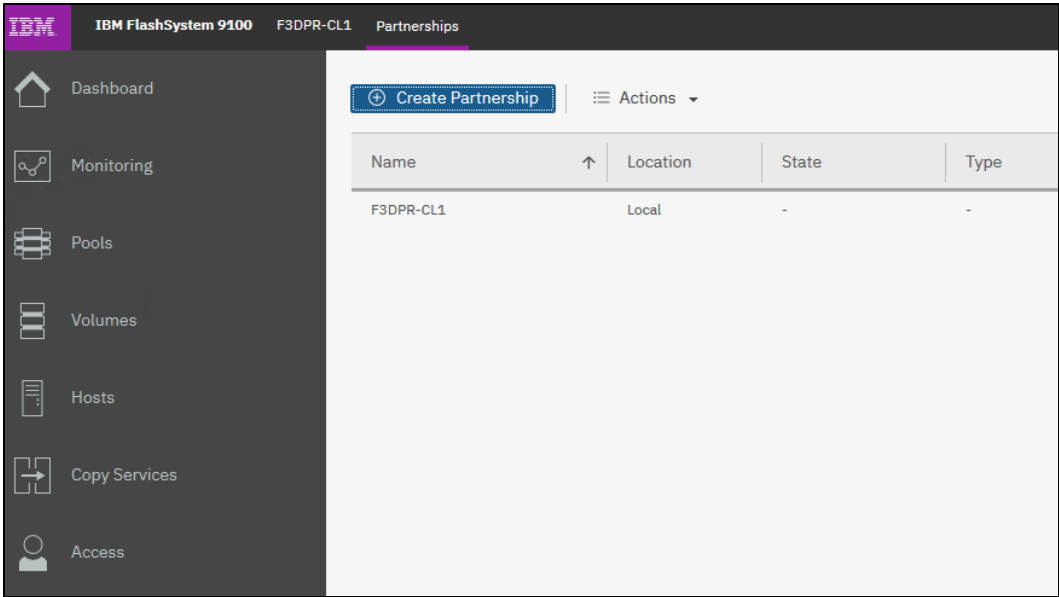 IBM IBM FlashSystem 9100 F3DPR-CL1 Partnerships
Dashboard
Monitoring
Pools
Volumes
Hosts
Copy Services
Access
Create Partnership Actions
Name Location State Type
F3DPR-CL1 Local - -